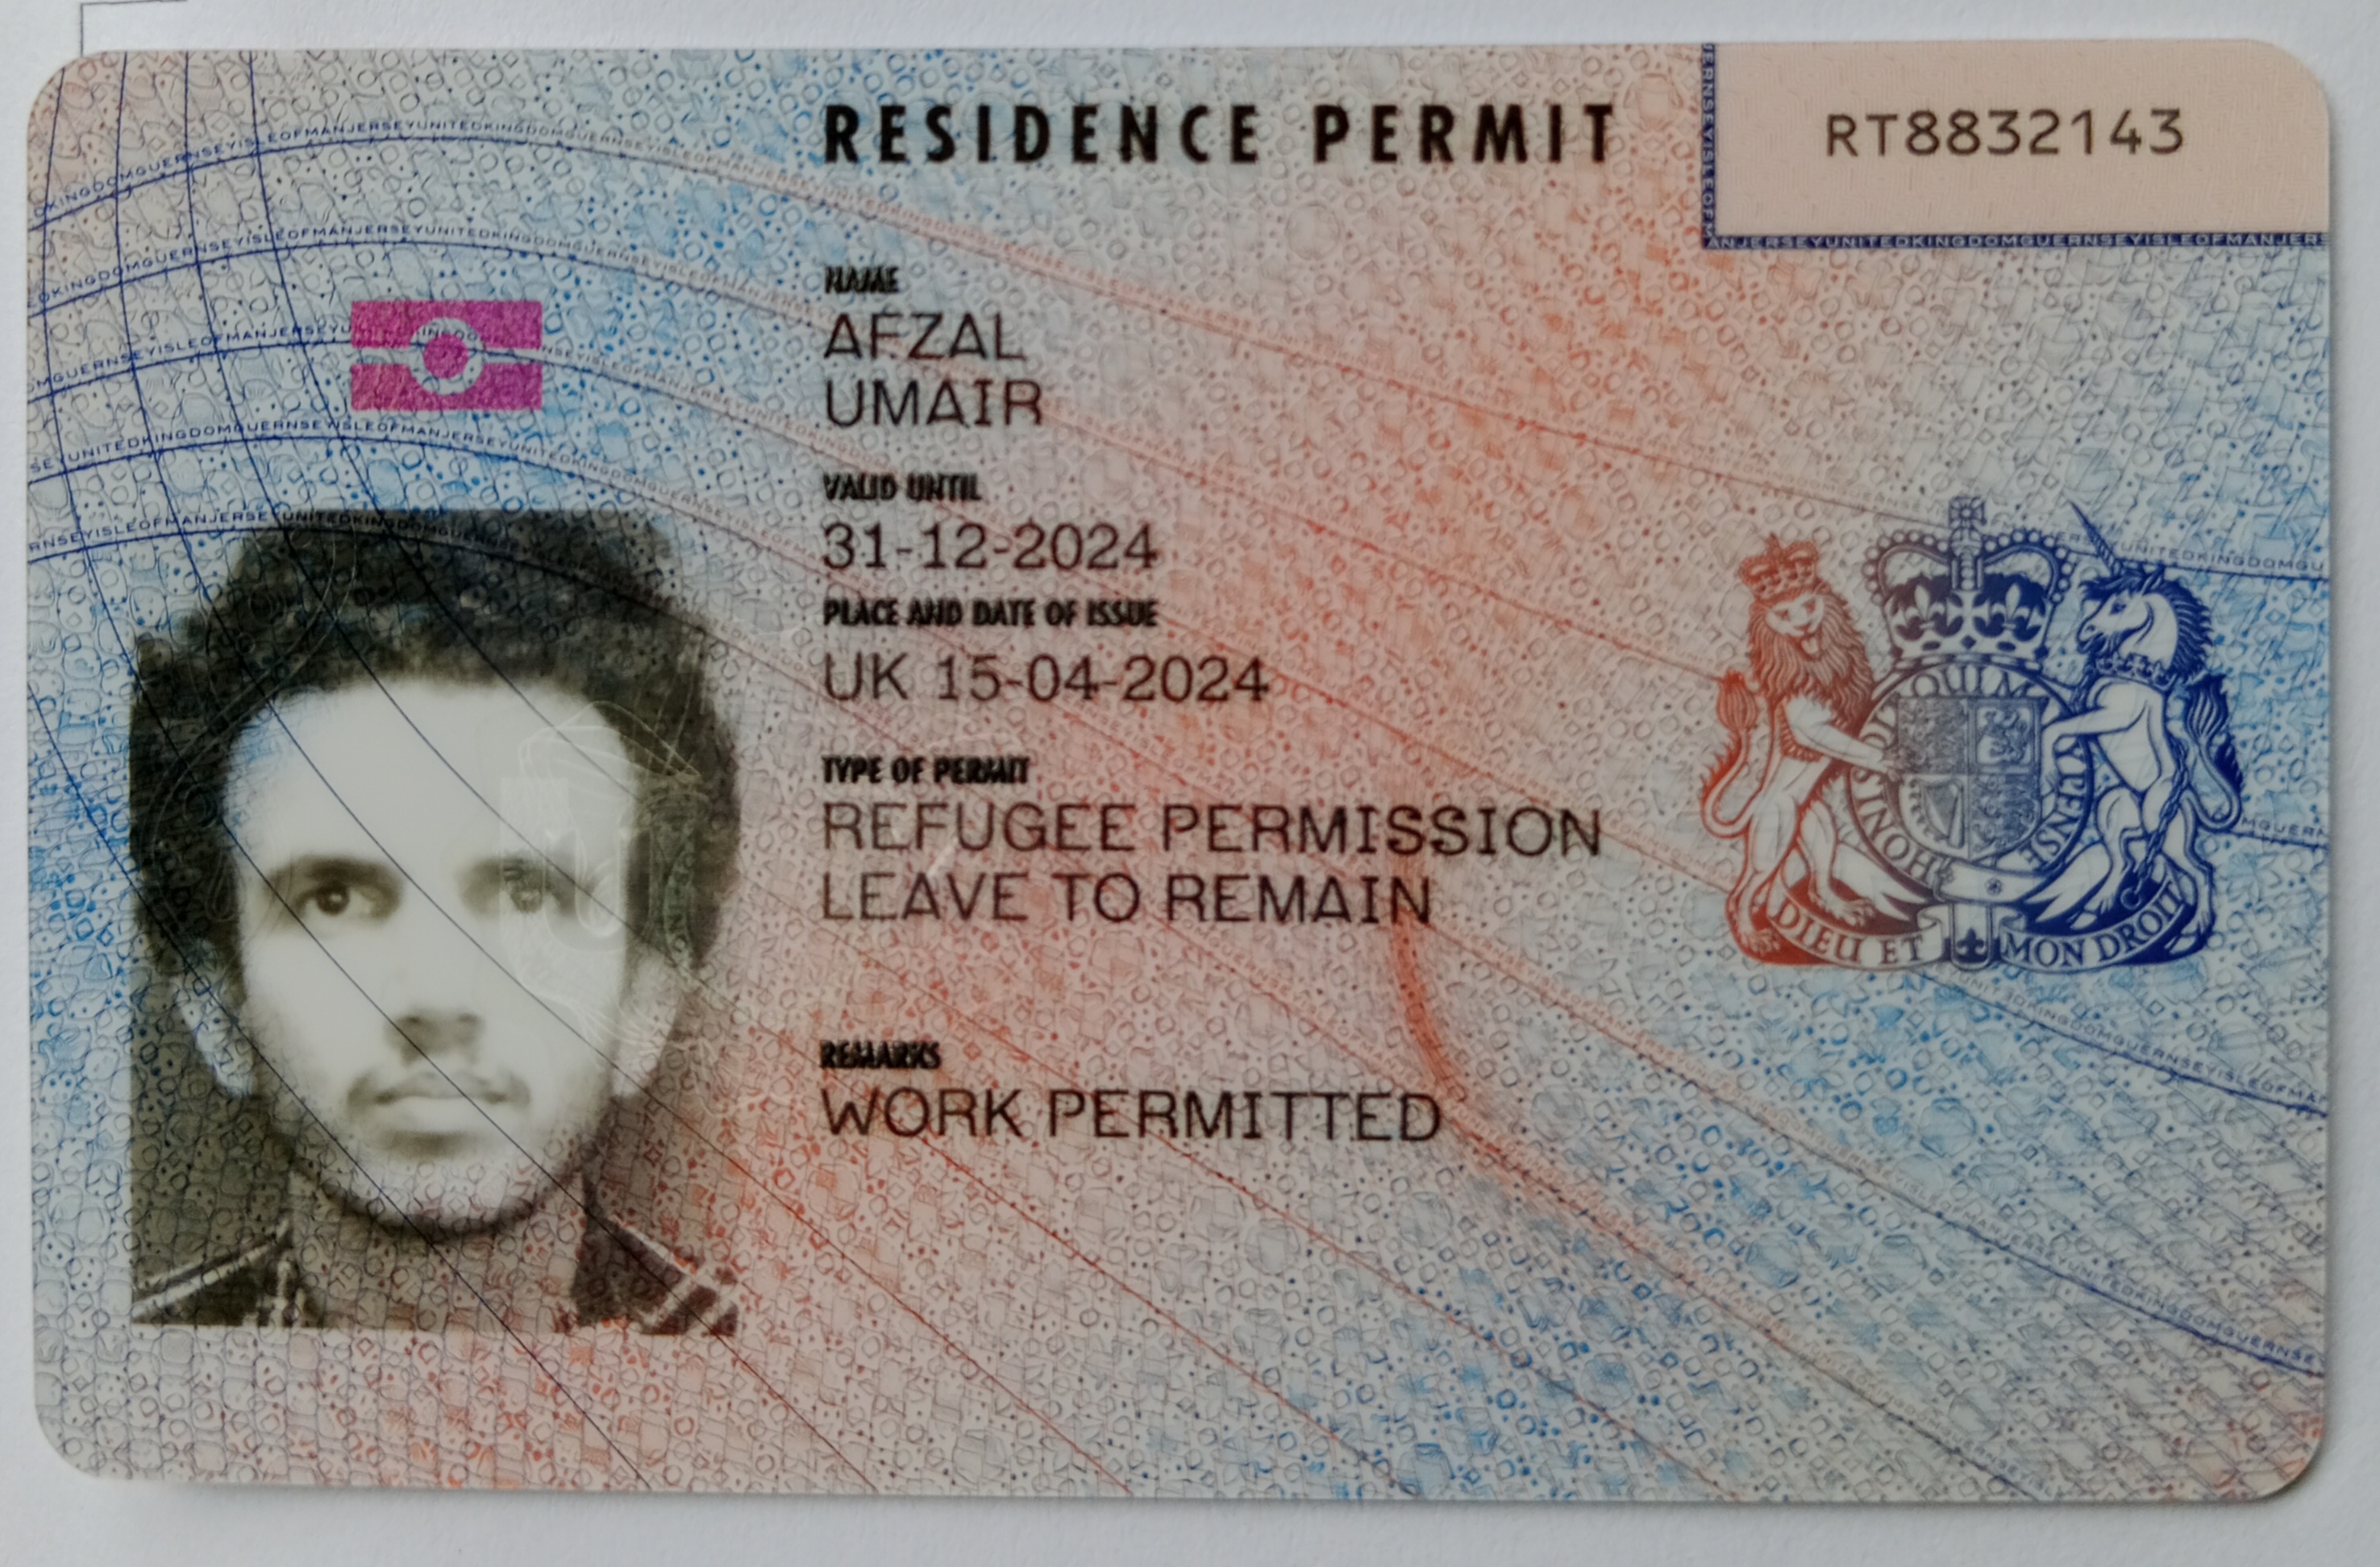 RESIDENCE PERMIT
RT8832143
NAME
AFZAL
UMAIR
VALID UNTIL
31-12-2024
PLACE AND DATE OF ISSUE
UK 15-04-2024
TYPE OF PERMIT
REFUGEE PERMISSION
LEAVE TO REMAIN
REMARKS
WORK PERMITTED
HONI SOIT QUI MAL Y PENSE
DIEU ET MON DROIT
ANJERSEYUNITEDKINGDOMGUERNSEYISLEOFMANJERS